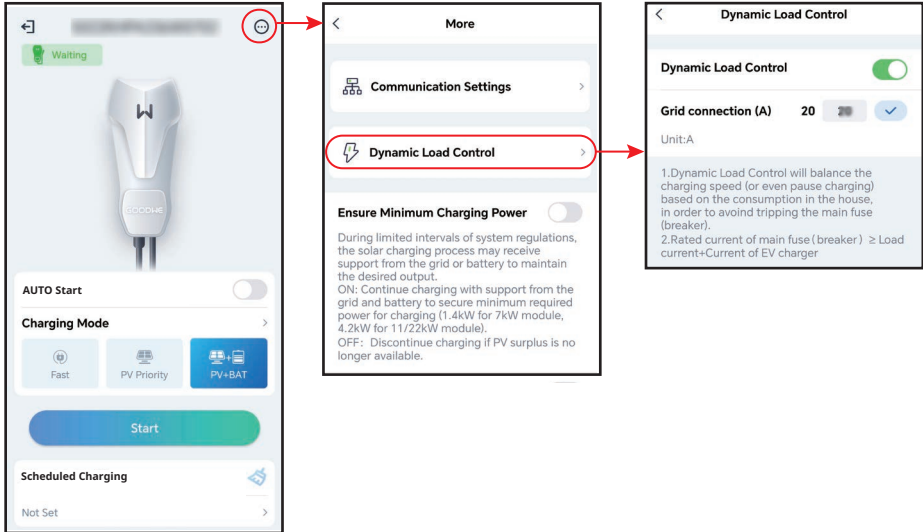 Waiting
GOODWE
AUTO Start
Charging Mode
Fast
PV Priority
PV+BAT
Start
Scheduled Charging
Not Set
More
Communication Settings
Dynamic Load Control
Ensure Minimum Charging Power
During limited intervals of system regulations,
the solar charging process may receive
support from the grid or battery to maintain
the desired output.
ON: Continue charging with support from the
grid and battery to secure minimum required
power for charging (1.4kW for 7kW module,
4.2kW for 11/22kW module).
OFF: Discontinue charging if PV surplus is no
longer available.
Dynamic Load Control
Dynamic Load Control
Grid connection (A) 20
Unit:A
1.Dynamic Load Control will balance the
charging speed (or even pause charging)
based on the consumption in the house,
in order to avoind tripping the main fuse
(breaker).
2.Rated current of main fuse(breaker) ≥ Load
current+Current of EV charger